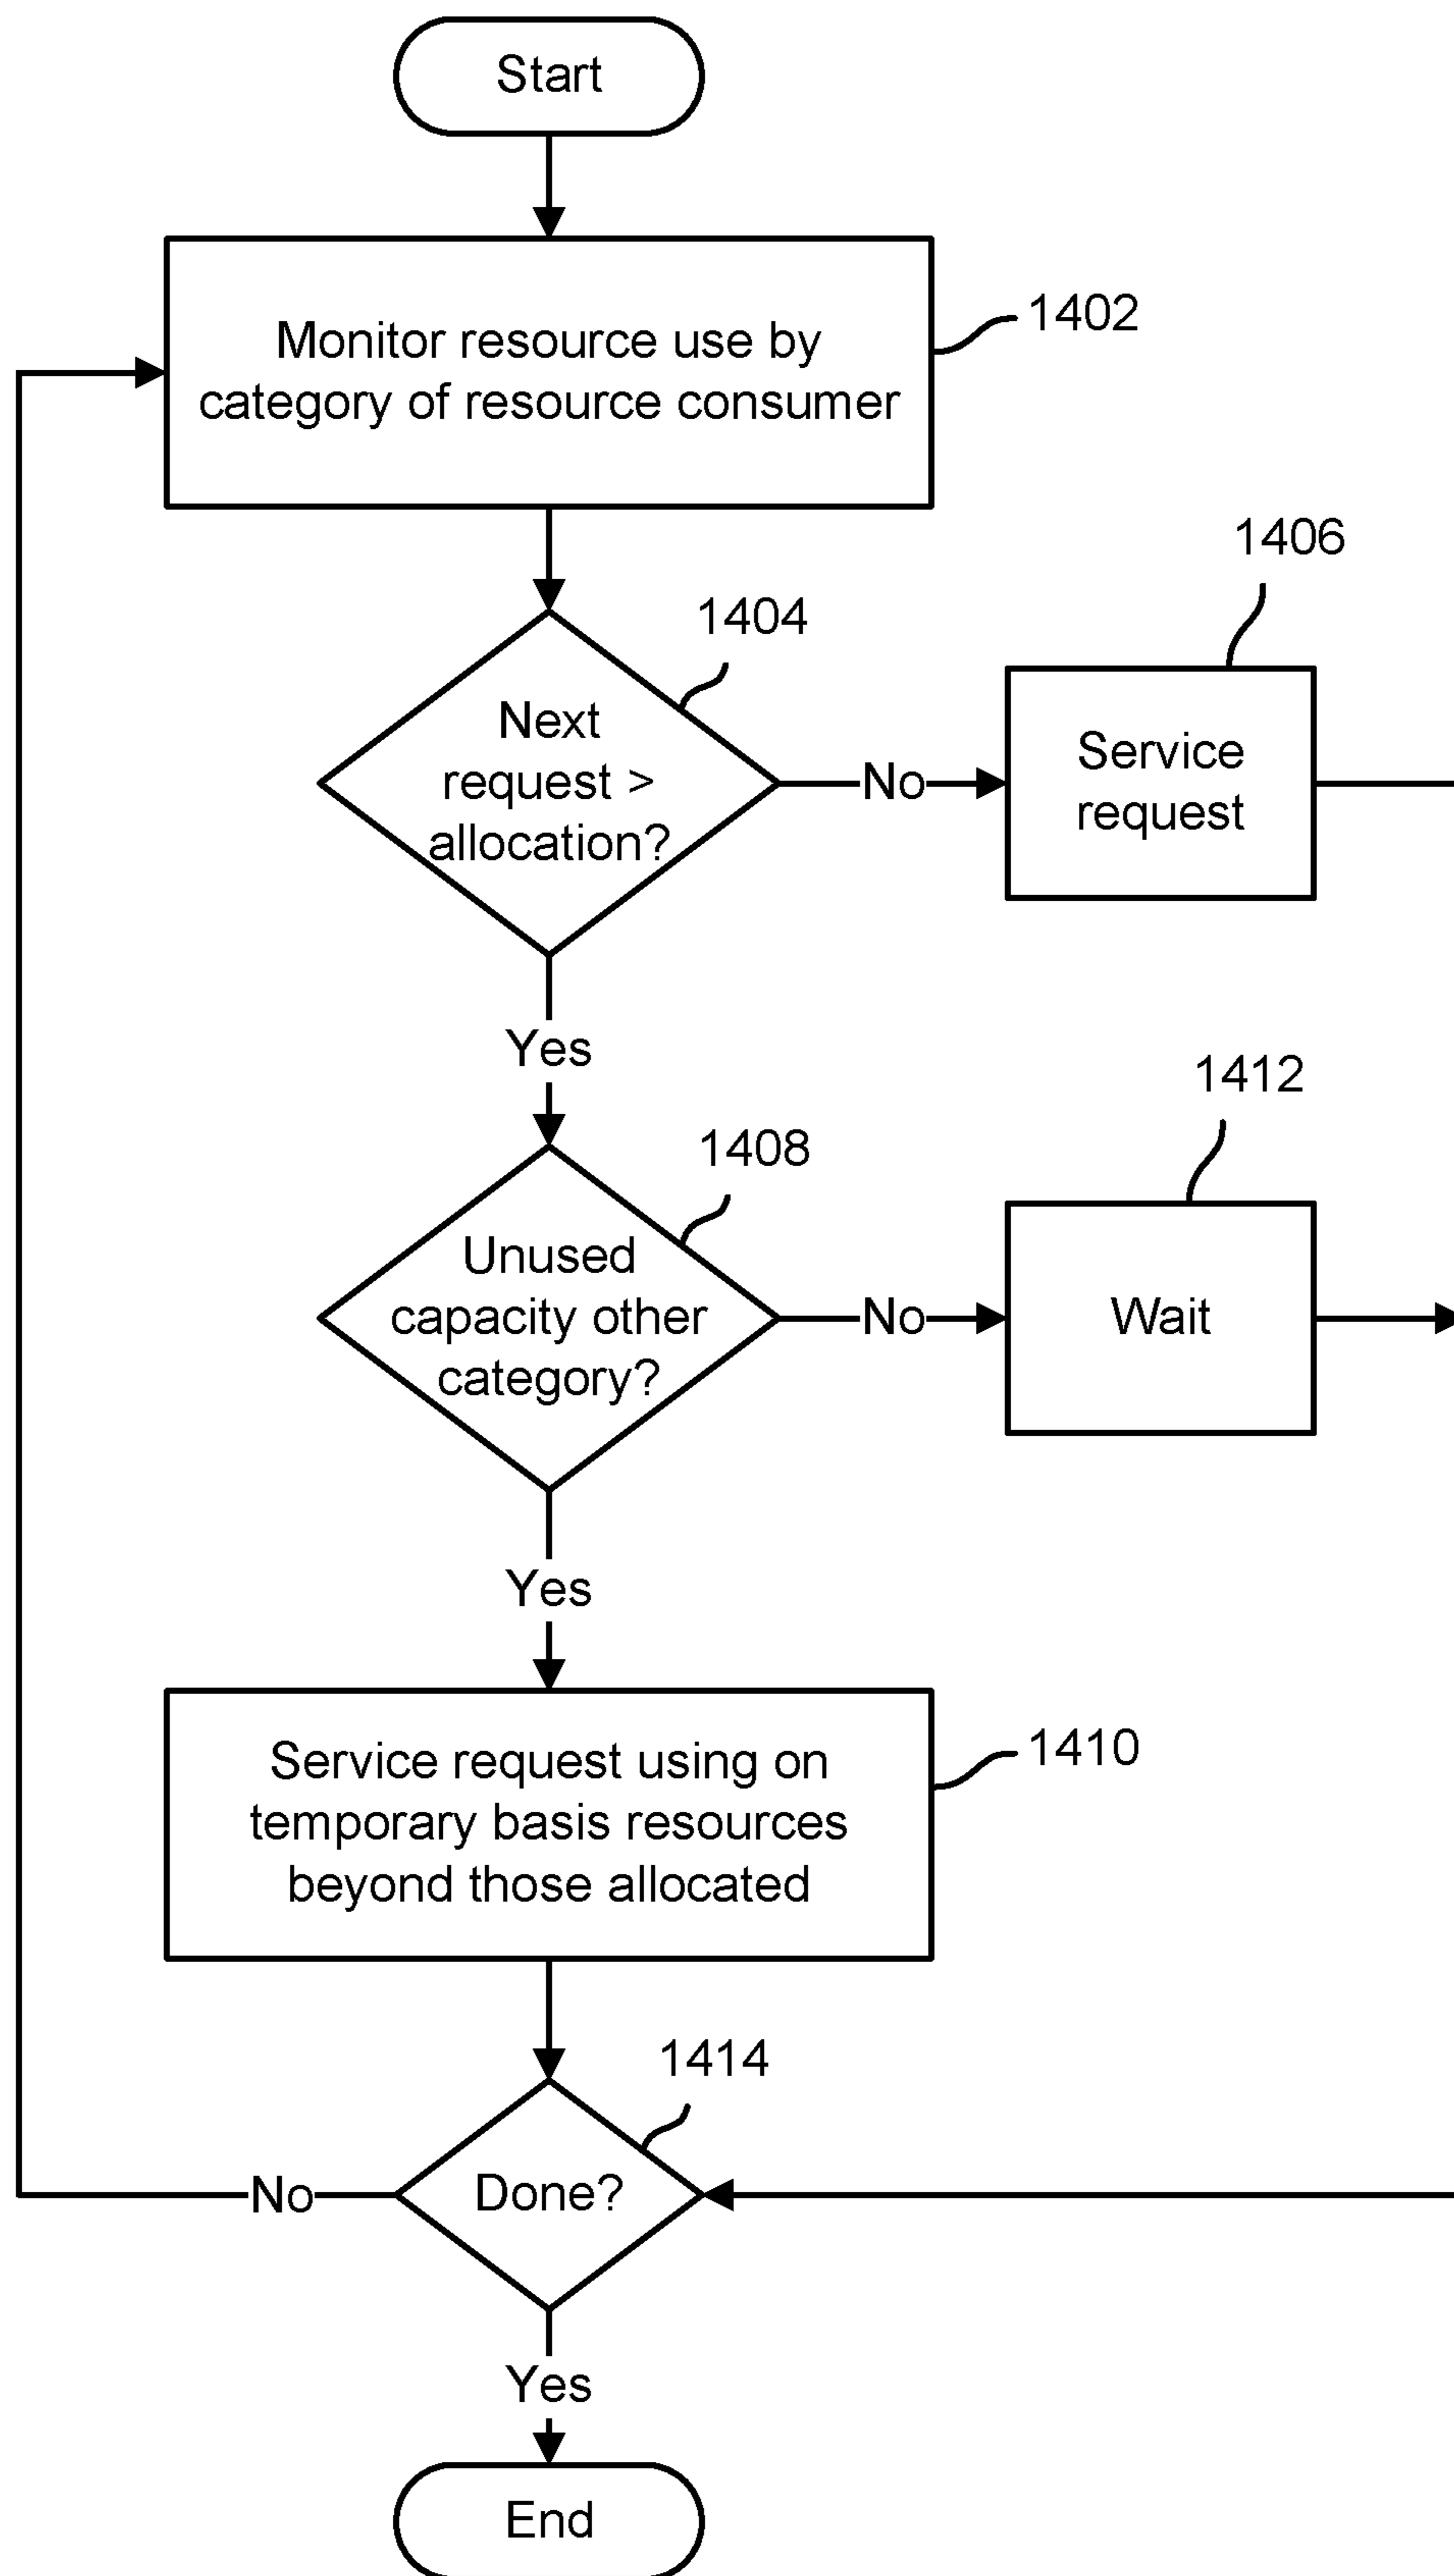 Start
Monitor resource use by
category of resource consumer
1402
1404
Next
request >
allocation?
No
1406
Service
request
Yes
1408
Unused
capacity other
category?
No
1412
Wait
Yes
Service request using on
temporary basis resources
beyond those allocated
1410
1414
Done?
No
Yes
End